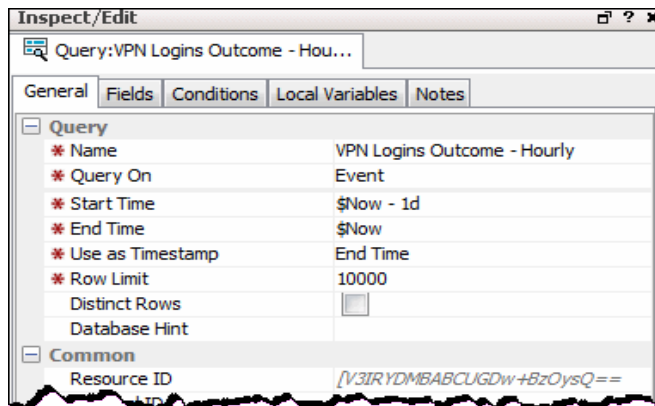 Inspect/Edit
Query:VPN Logins Outcome - Hou...
General Fields Conditions Local Variables Notes
Query
* Name VPN Logins Outcome - Hourly
* Query On Event
* Start Time $Now - 1d
* End Time $Now
* Use as Timestamp End Time
* Row Limit 10000
Distinct Rows
Database Hint
Common
Resource ID [V3IRYDMBABCUGDw+BzOysQ==